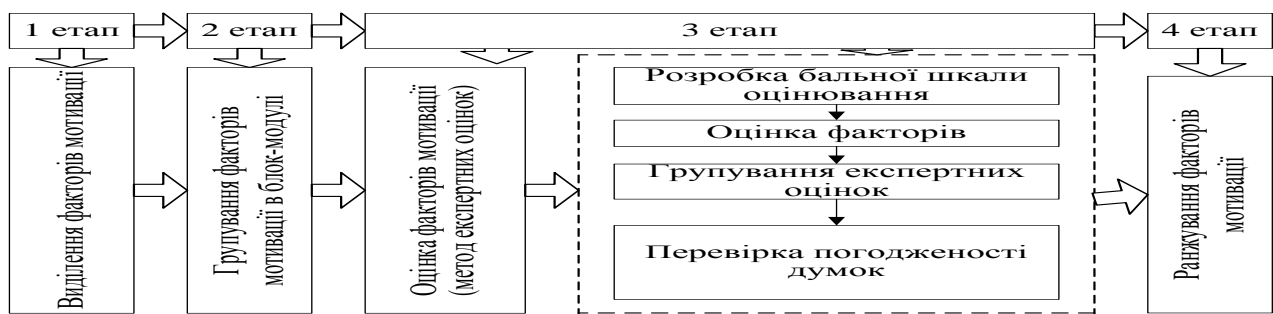 1 етап
2 етап
3 етап
4 етап
Виділення факторів мотивації
Групування факторів
мотивації в блок-модулі
Оцінка факторів мотивації
(метод експертних оцінок)
Розробка бальної шкали
оцінювання
Оцінка факторів
Групування експертних
оцінок
Перевірка погодженості
думок
Ранжування факторів
мотивації